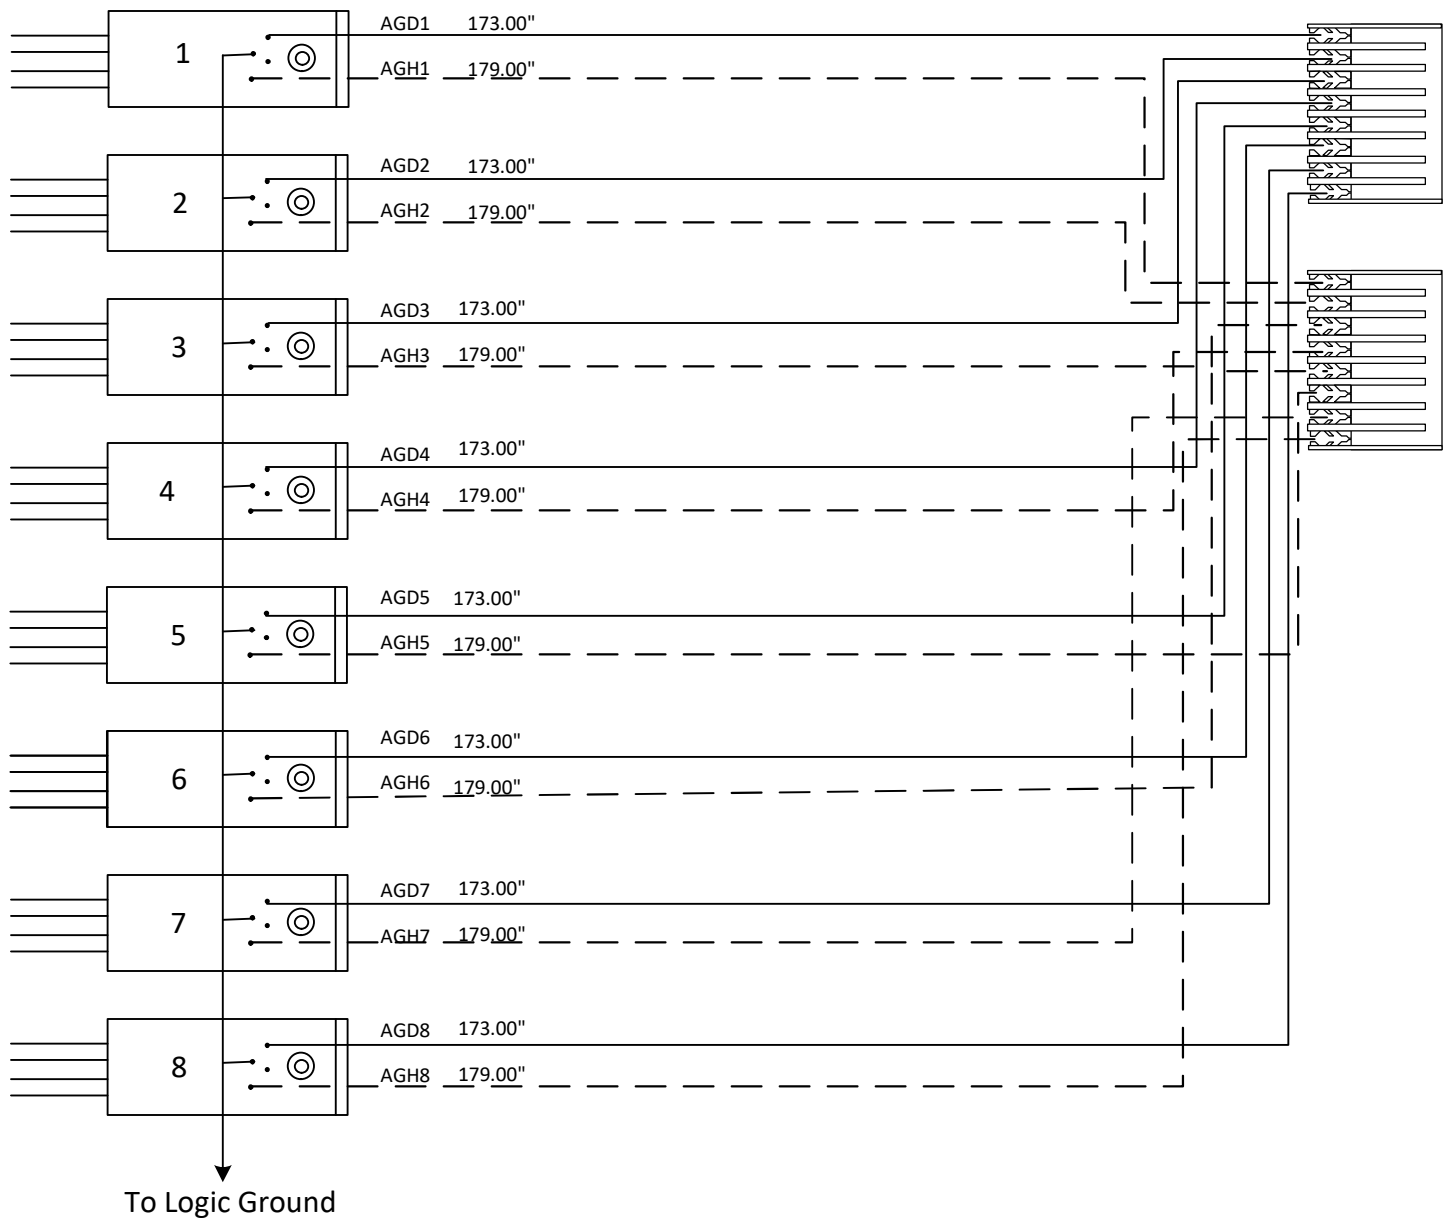 AGD1 173.00"
1
AGH1 179.00"
AGD2 173.00"
2
AGH2 179.00"
AGD3 173.00"
3
AGH3 179.00"
AGD4 173.00"
4
AGH4 179.00"
AGD5 173.00"
5
AGH5 179.00"
AGD6 173.00"
6
AGH6 179.00"
AGD7 173.00"
7
AGH7 179.00"
AGD8 173.00"
8
AGH8 179.00"
To Logic Ground